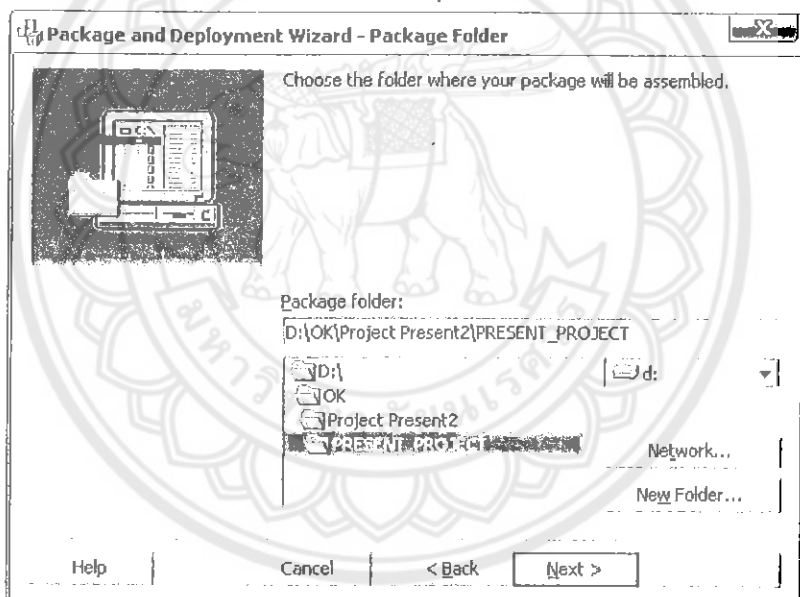 Package and Deployment Wizard - Package Folder
Choose the folder where your package will be assembled.
Package folder:
D:\OK\Project Present2\PRESENT_PROJECT
D:\
d:
OK
Project Present2
PRESENT_PROJECT
Network...
New Folder...
Help
Cancel
< Back
Next >